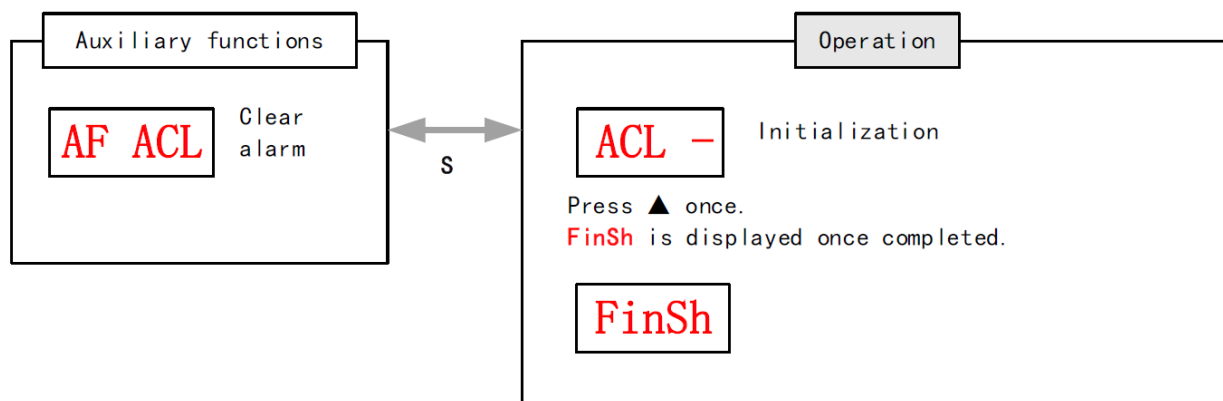 Auxiliary functions
AF ACL
Clear
alarm
S
Operation
ACL −
Initialization
Press ▲ once.
FinSh is displayed once completed.
FinSh